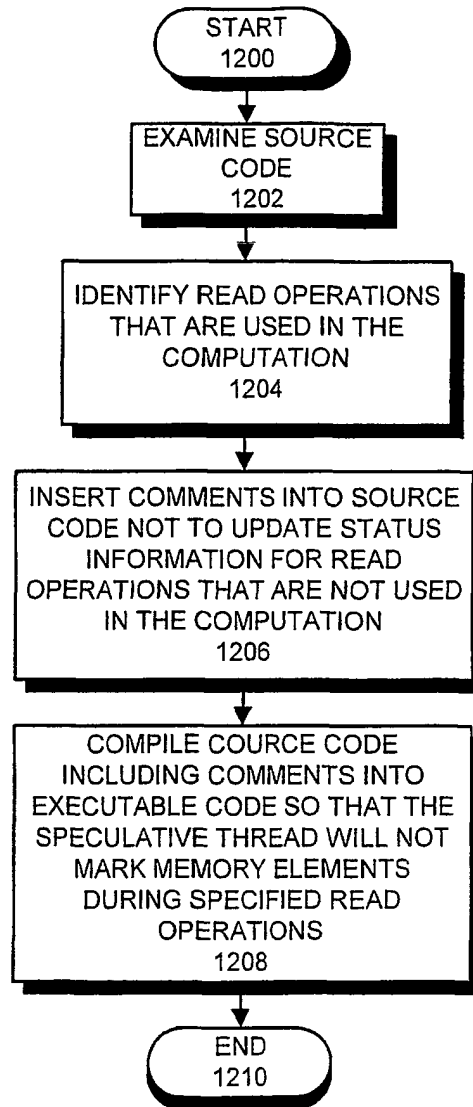 START
1200
EXAMINE SOURCE
CODE
1202
IDENTIFY READ OPERATIONS
THAT ARE USED IN THE
COMPUTATION
1204
INSERT COMMENTS INTO SOURCE
CODE NOT TO UPDATE STATUS
INFORMATION FOR READ
OPERATIONS THAT ARE NOT USED
IN THE COMPUTATION
1206
COMPILE COURCE CODE
INCLUDING COMMENTS INTO
EXECUTABLE CODE SO THAT THE
SPECULATIVE THREAD WILL NOT
MARK MEMORY ELEMENTS
DURING SPECIFIED READ
OPERATIONS
1208
END
1210